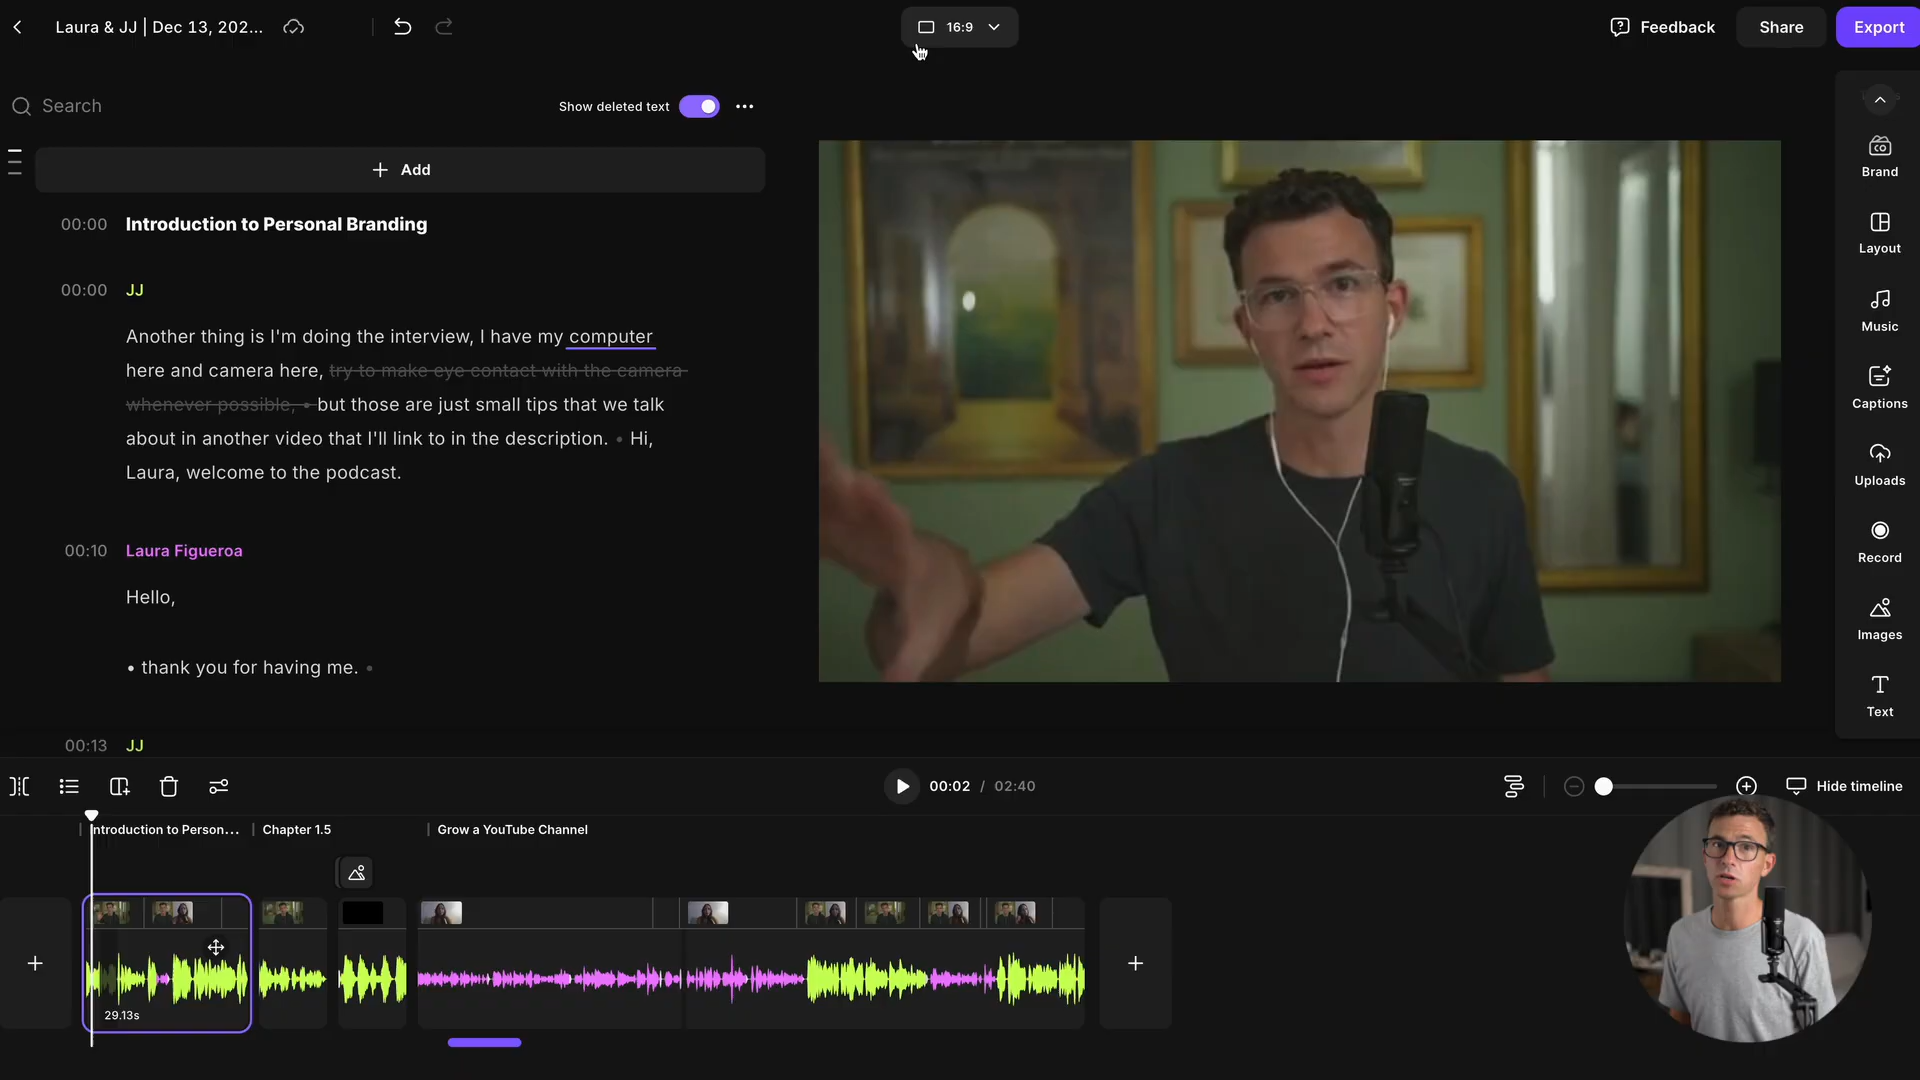 Laura & JJ | Dec 13, 202...
16:9
Feedback
Share
Export
Search
Show deleted text
Add
00:00 Introduction to Personal Branding
00:00 JJ
Another thing is I'm doing the interview, I have my computer
here and camera here, try to make eye contact with the camera
whenever possible, • but those are just small tips that we talk
about in another video that I'll link to in the description. • Hi,
Laura, welcome to the podcast.
00:10 Laura Figueroa
Hello,
• thank you for having me. •
00:13 JJ
Brand
Layout
Music
Captions
Uploads
Record
Images
Text
00:02 / 02:40
Hide timeline
Introduction to Person...
Chapter 1.5
Grow a YouTube Channel
29.13s